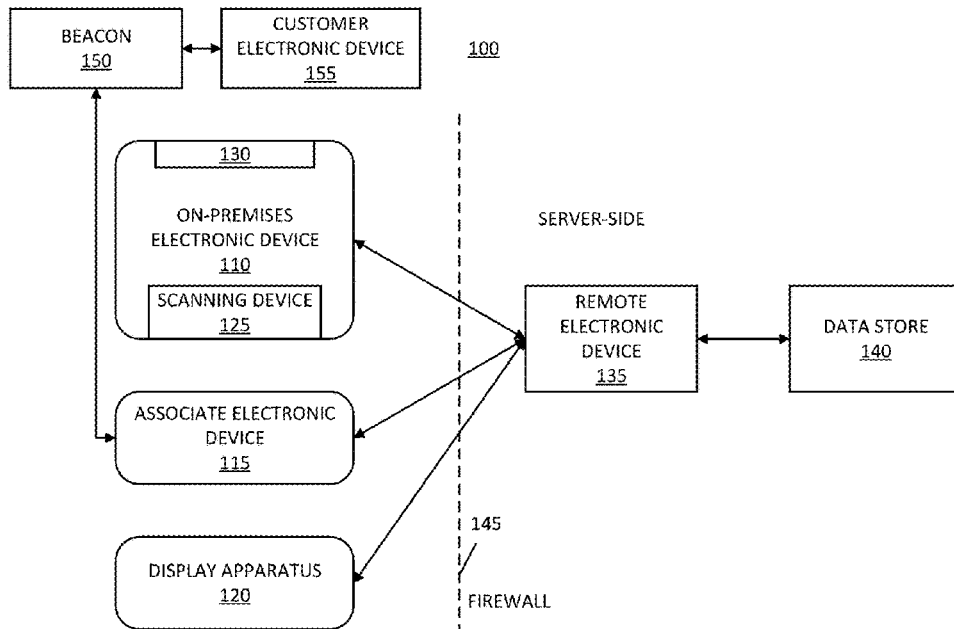 BEACON
150
CUSTOMER
ELECTRONIC DEVICE
155
100
130
ON-PREMISES
ELECTRONIC DEVICE
110
SCANNING DEVICE
125
SERVER-SIDE
REMOTE
ELECTRONIC
DEVICE
135
DATA STORE
140
ASSOCIATE ELECTRONIC
DEVICE
115
145
DISPLAY APPARATUS
120
FIREWALL